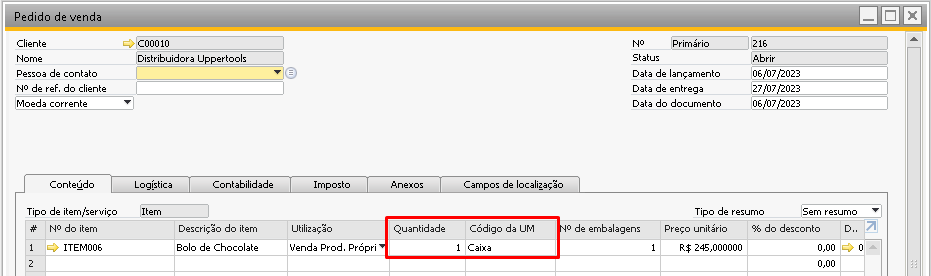 Pedido de venda
Cliente C00010 Nº Primário 216
Nome Distribuidora Uppertools Status Abrir
Pessoa de contato Data de lançamento 06/07/2023
Nº de ref. do cliente Data de entrega 27/07/2023
Moeda corrente Data do documento 06/07/2023
Conteúdo Logística Contabilidade Imposto Anexos Campos de localização
Tipo de item/serviço Item Tipo de resumo Sem resumo
# Nº do item Descrição do item Utilização Quantidade Código da UM Nº de embalagens Preço unitário % do desconto D..
1 ITEM006 Bolo de Chocolate Venda Prod. Própri 1 Caixa 1 R$ 245,000000 0,00 0
2 0,00